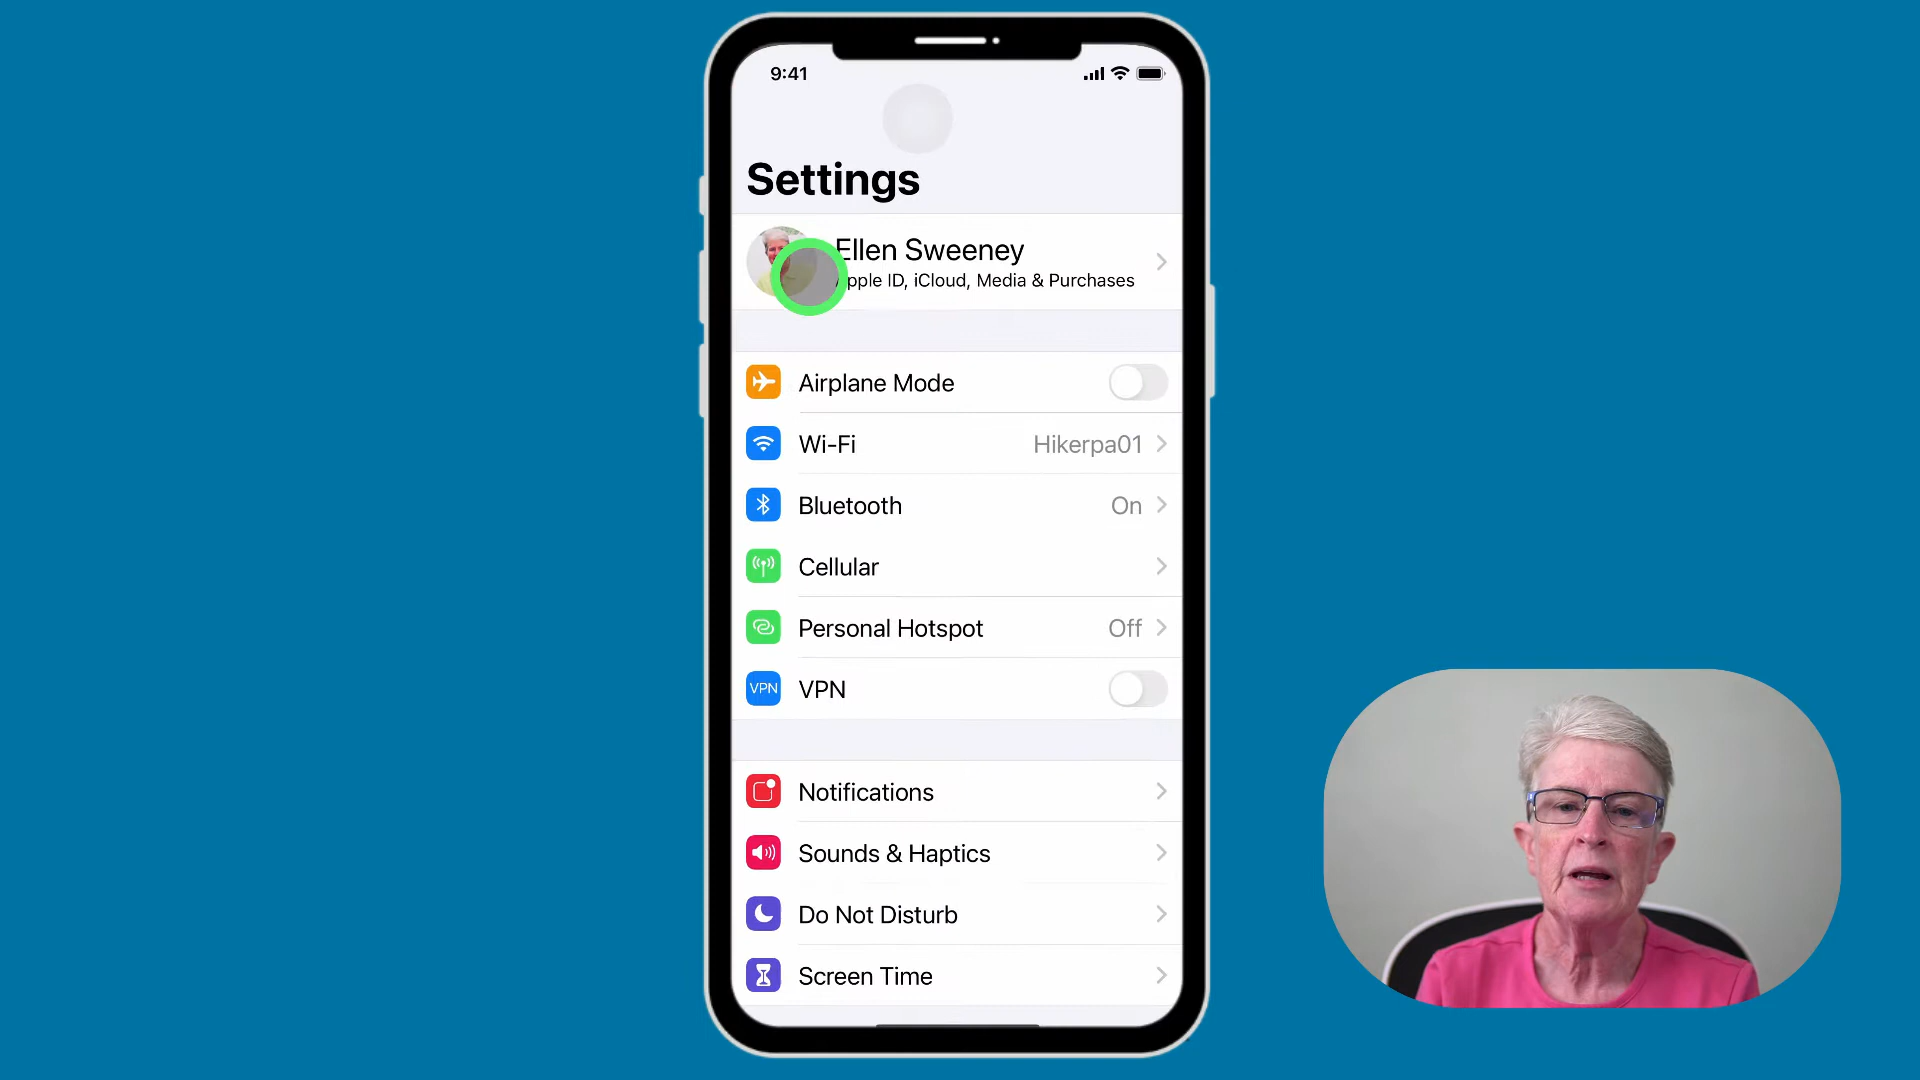 9:41
Settings
Ellen Sweeney
Apple ID, iCloud, Media & Purchases
Airplane Mode
Wi-Fi Hikerpa01
Bluetooth On
Cellular
Personal Hotspot Off
VPN VPN
Notifications
Sounds & Haptics
Do Not Disturb
Screen Time